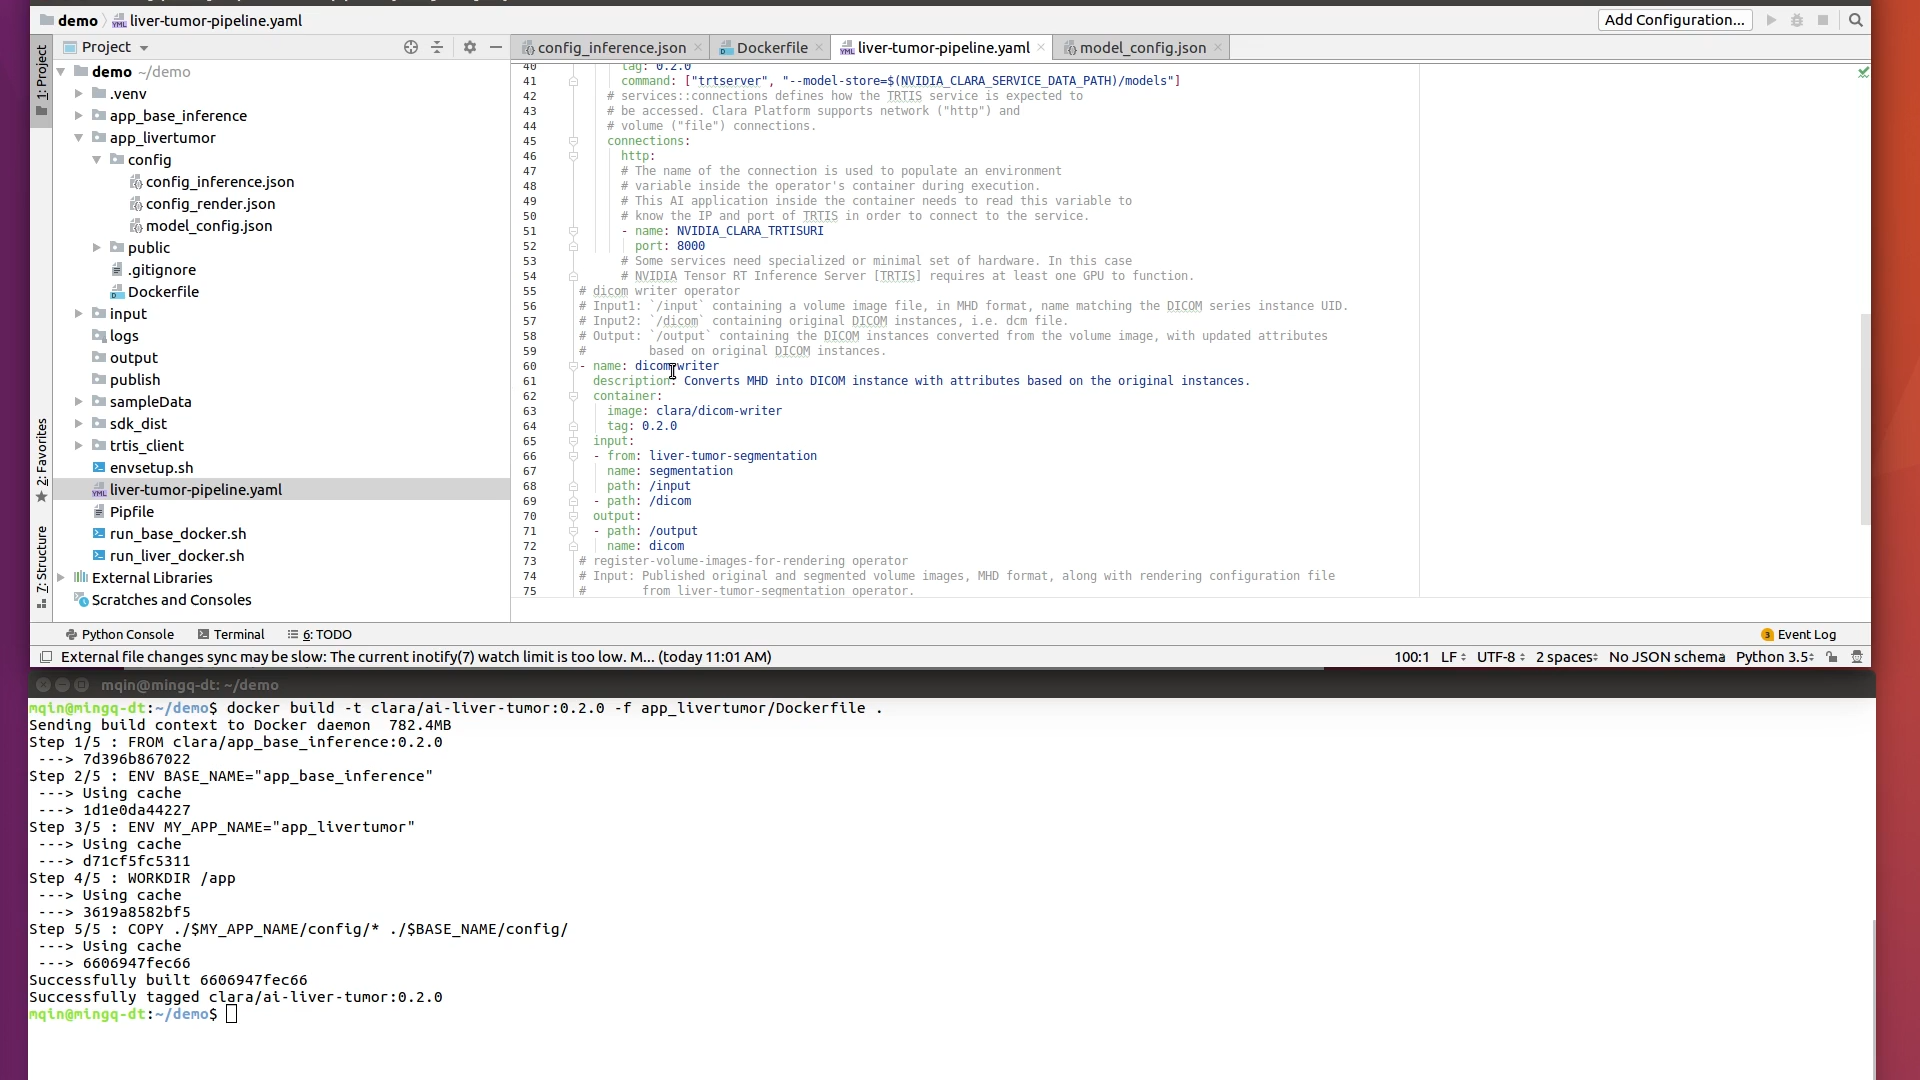 demo liver-tumor-pipeline.yaml Add Configuration...
1: Project
Project
config_inference.json Dockerfile liver-tumor-pipeline.yaml model_config.json
demo ~/demo
.venv
app_base_inference
app_livertumor
config
config_inference.json
config_render.json
model_config.json
public
.gitignore
Dockerfile
input
logs
output
publish
sampleData
sdk_dist
trtis_client
envsetup.sh
liver-tumor-pipeline.yaml
Pipfile
run_base_docker.sh
run_liver_docker.sh
External Libraries
Scratches and Consoles
2: Favorites
7: Structure
40 tag: 0.2.0
41 command: ["trtserver", "--model-store=$(NVIDIA_CLARA_SERVICE_DATA_PATH)/models"]
42 # services::connections defines how the TRTIS service is expected to
43 # be accessed. Clara Platform supports network ("http") and
44 # volume ("file") connections.
45 connections:
46 http:
47 # The name of the connection is used to populate an environment
48 # variable inside the operator's container during execution.
49 # This AI application inside the container needs to read this variable to
50 # know the IP and port of TRTIS in order to connect to the service.
51 - name: NVIDIA_CLARA_TRTISURI
52 port: 8000
53 # Some services need specialized or minimal set of hardware. In this case
54 # NVIDIA Tensor RT Inference Server [TRTIS] requires at least one GPU to function.
55 # dicom writer operator
56 # Input1: `/input` containing a volume image file, in MHD format, name matching the DICOM series instance UID.
57 # Input2: `/dicom` containing original DICOM instances, i.e. dcm file.
58 # Output: `/output` containing the DICOM instances converted from the volume image, with updated attributes
59 # based on original DICOM instances.
60 - name: dicom-writer
61 description: Converts MHD into DICOM instance with attributes based on the original instances.
62 container:
63 image: clara/dicom-writer
64 tag: 0.2.0
65 input:
66 - from: liver-tumor-segmentation
67 name: segmentation
68 path: /input
69 - path: /dicom
70 output:
71 - path: /output
72 name: dicom
73 # register-volume-images-for-rendering operator
74 # Input: Published original and segmented volume images, MHD format, along with rendering configuration file
75 # from liver-tumor-segmentation operator.
Python Console Terminal 6: TODO 3 Event Log
External file changes sync may be slow: The current inotify(7) watch limit is too low. M... (today 11:01 AM) 100:1 LF UTF-8 2 spaces No JSON schema Python 3.5
mqin@mingq-dt: ~/demo
mqin@mingq-dt:~/demo$ docker build -t clara/ai-liver-tumor:0.2.0 -f app_livertumor/Dockerfile .
Sending build context to Docker daemon 782.4MB
Step 1/5 : FROM clara/app_base_inference:0.2.0
---> 7d396b867022
Step 2/5 : ENV BASE_NAME="app_base_inference"
---> Using cache
---> 1d1e0da44227
Step 3/5 : ENV MY_APP_NAME="app_livertumor"
---> Using cache
---> d71cf5fc5311
Step 4/5 : WORKDIR /app
---> Using cache
---> 3619a8582bf5
Step 5/5 : COPY ./$MY_APP_NAME/config/* ./$BASE_NAME/config/
---> Using cache
---> 6606947fec66
Successfully built 6606947fec66
Successfully tagged clara/ai-liver-tumor:0.2.0
mqin@mingq-dt:~/demo$